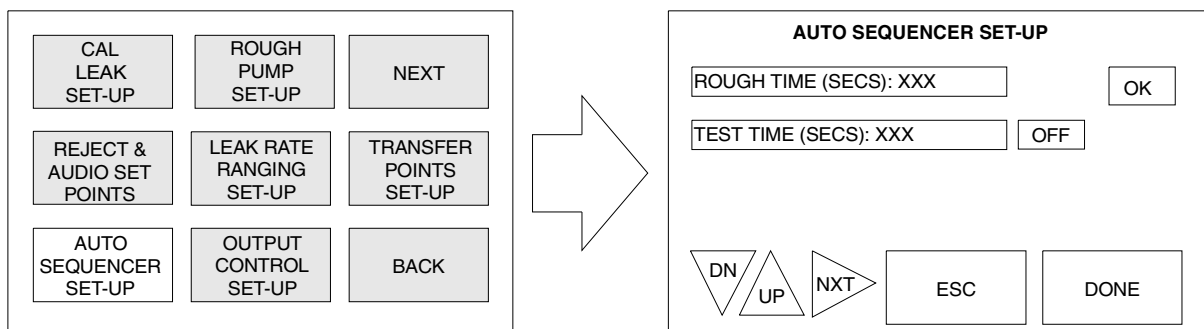 CAL
LEAK
SET-UP
ROUGH
PUMP
SET-UP
NEXT
REJECT &
AUDIO SET
POINTS
LEAK RATE
RANGING
SET-UP
TRANSFER
POINTS
SET-UP
AUTO
SEQUENCER
SET-UP
OUTPUT
CONTROL
SET-UP
BACK
AUTO SEQUENCER SET-UP
ROUGH TIME (SECS): XXX
OK
TEST TIME (SECS): XXX
OFF
DN
UP
NXT
ESC
DONE